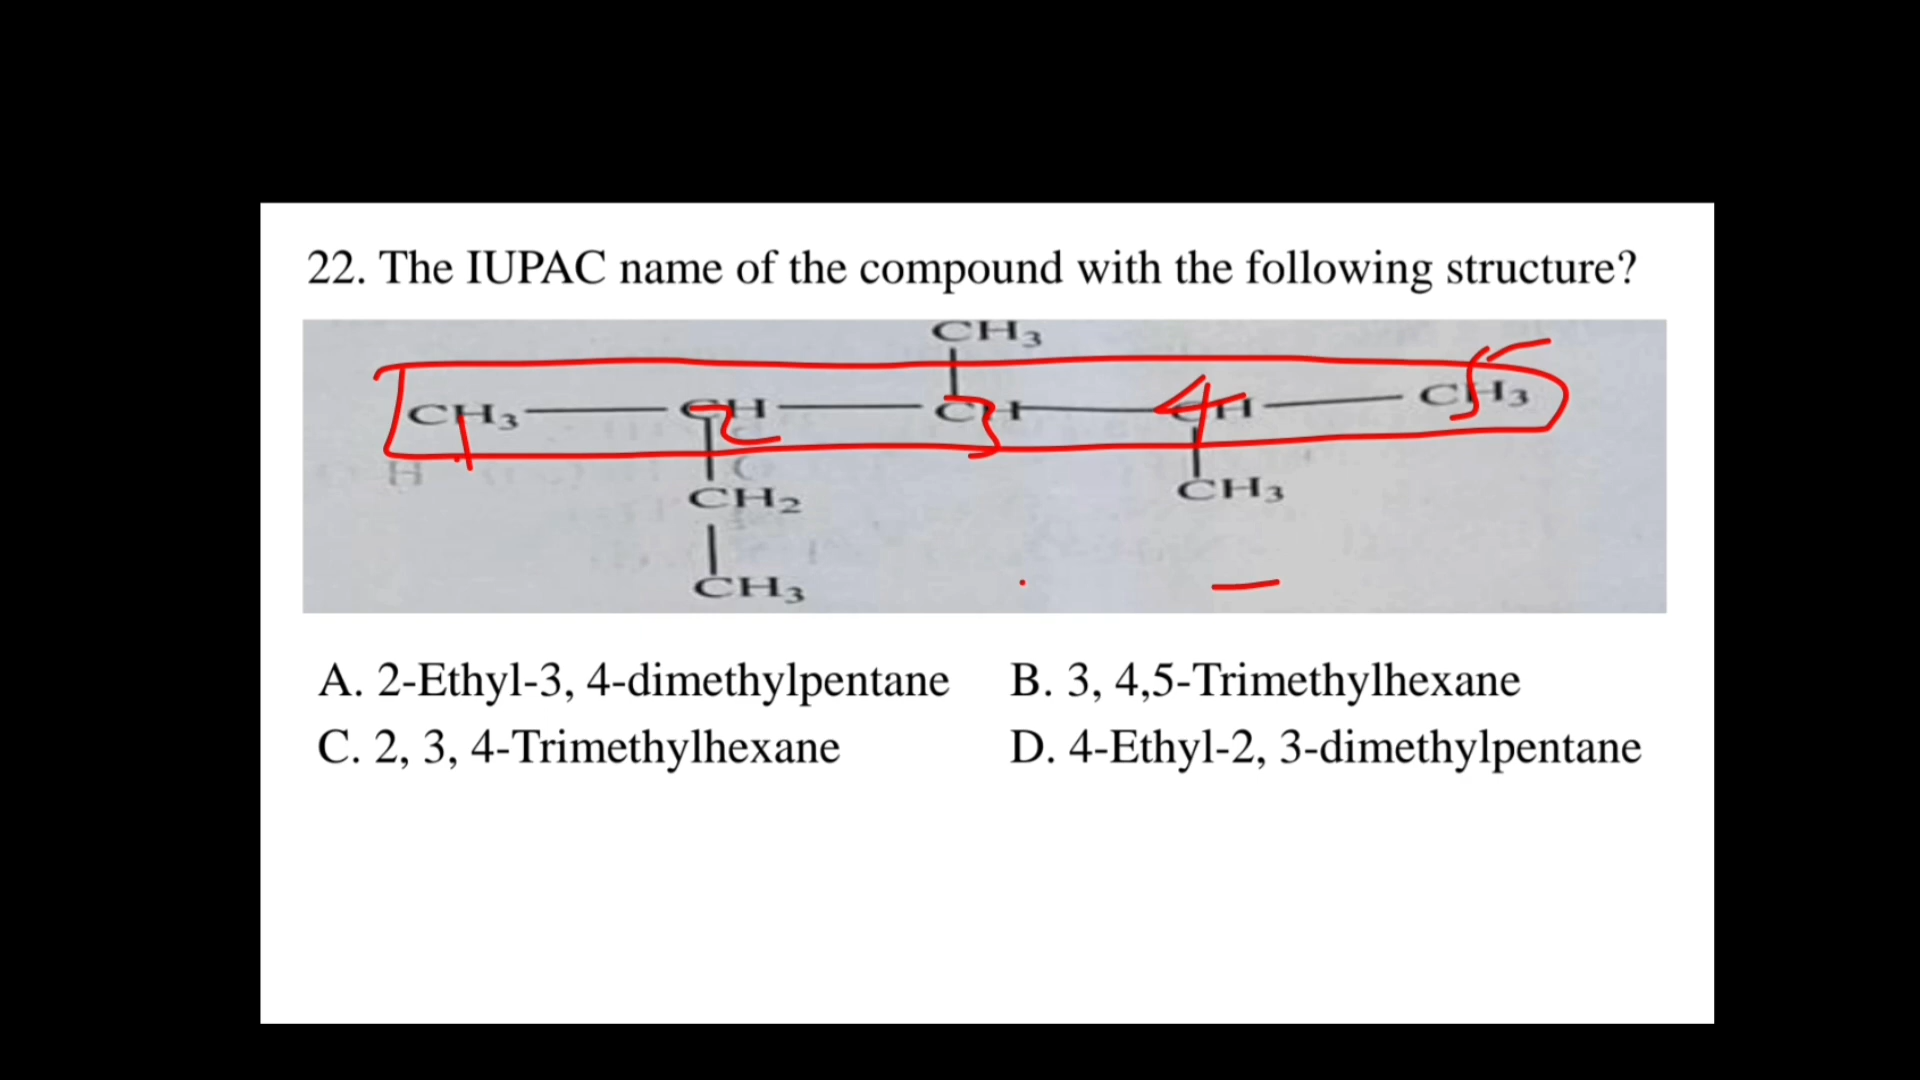 22. The IUPAC name of the compound with the following structure?
CH3
CH3 CH CH CH CH3
1 2 3 4 5
H
CH2 CH3
CH3
A. 2-Ethyl-3, 4-dimethylpentane B. 3, 4,5-Trimethylhexane
C. 2, 3, 4-Trimethylhexane D. 4-Ethyl-2, 3-dimethylpentane